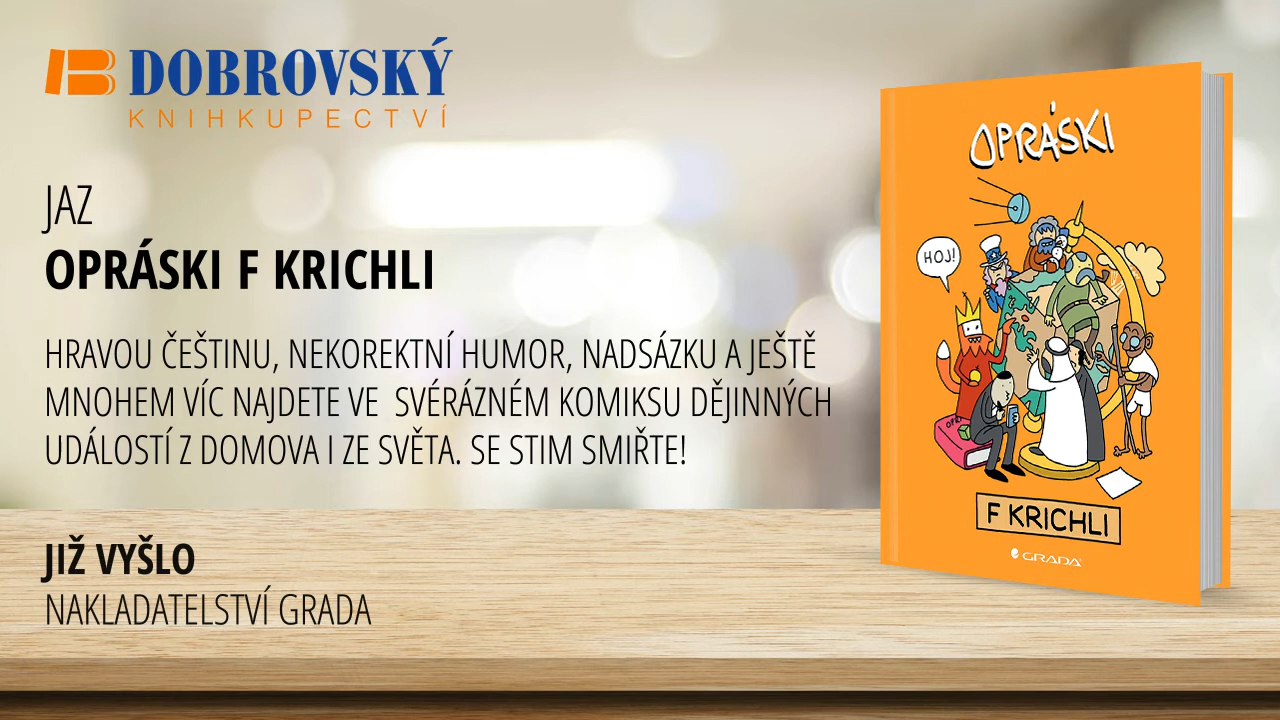 DOBROVSKÝ
KNIHKUPECTVÍ
JAZ
OPRÁSKI F KRICHLI
HRAVOU ČEŠTINU, NEKOREKTNÍ HUMOR, NADSÁZKU A JEŠTĚ
MNOHEM VÍC NAJDETE VE SVÉRÁZNÉM KOMIKSU DĚJINNÝCH
UDÁLOSTÍ Z DOMOVA I ZE SVĚTA. SE STIM SMIŘTE!
JIŽ VYŠLO
NAKLADATELSTVÍ GRADA
OPRÁSKI
HOJ!
F KRICHLI
GRADA